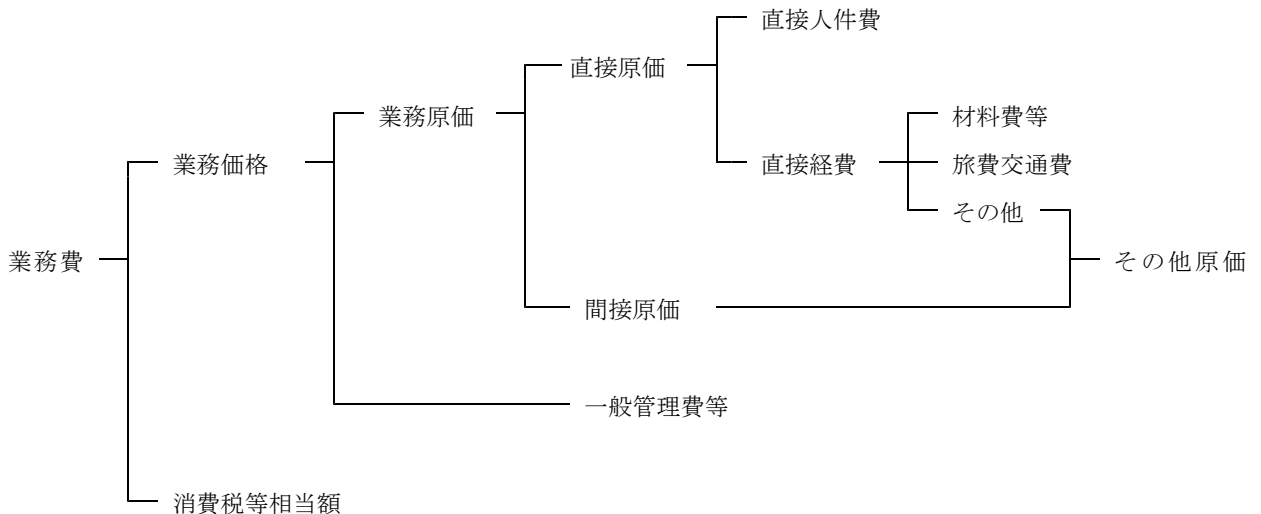 直接人件費
直接原価
業務原価
材料費等
業務価格
直接経費
旅費交通費
その他
業務費
その他原価
間接原価
一般管理費等
消費税等相当額